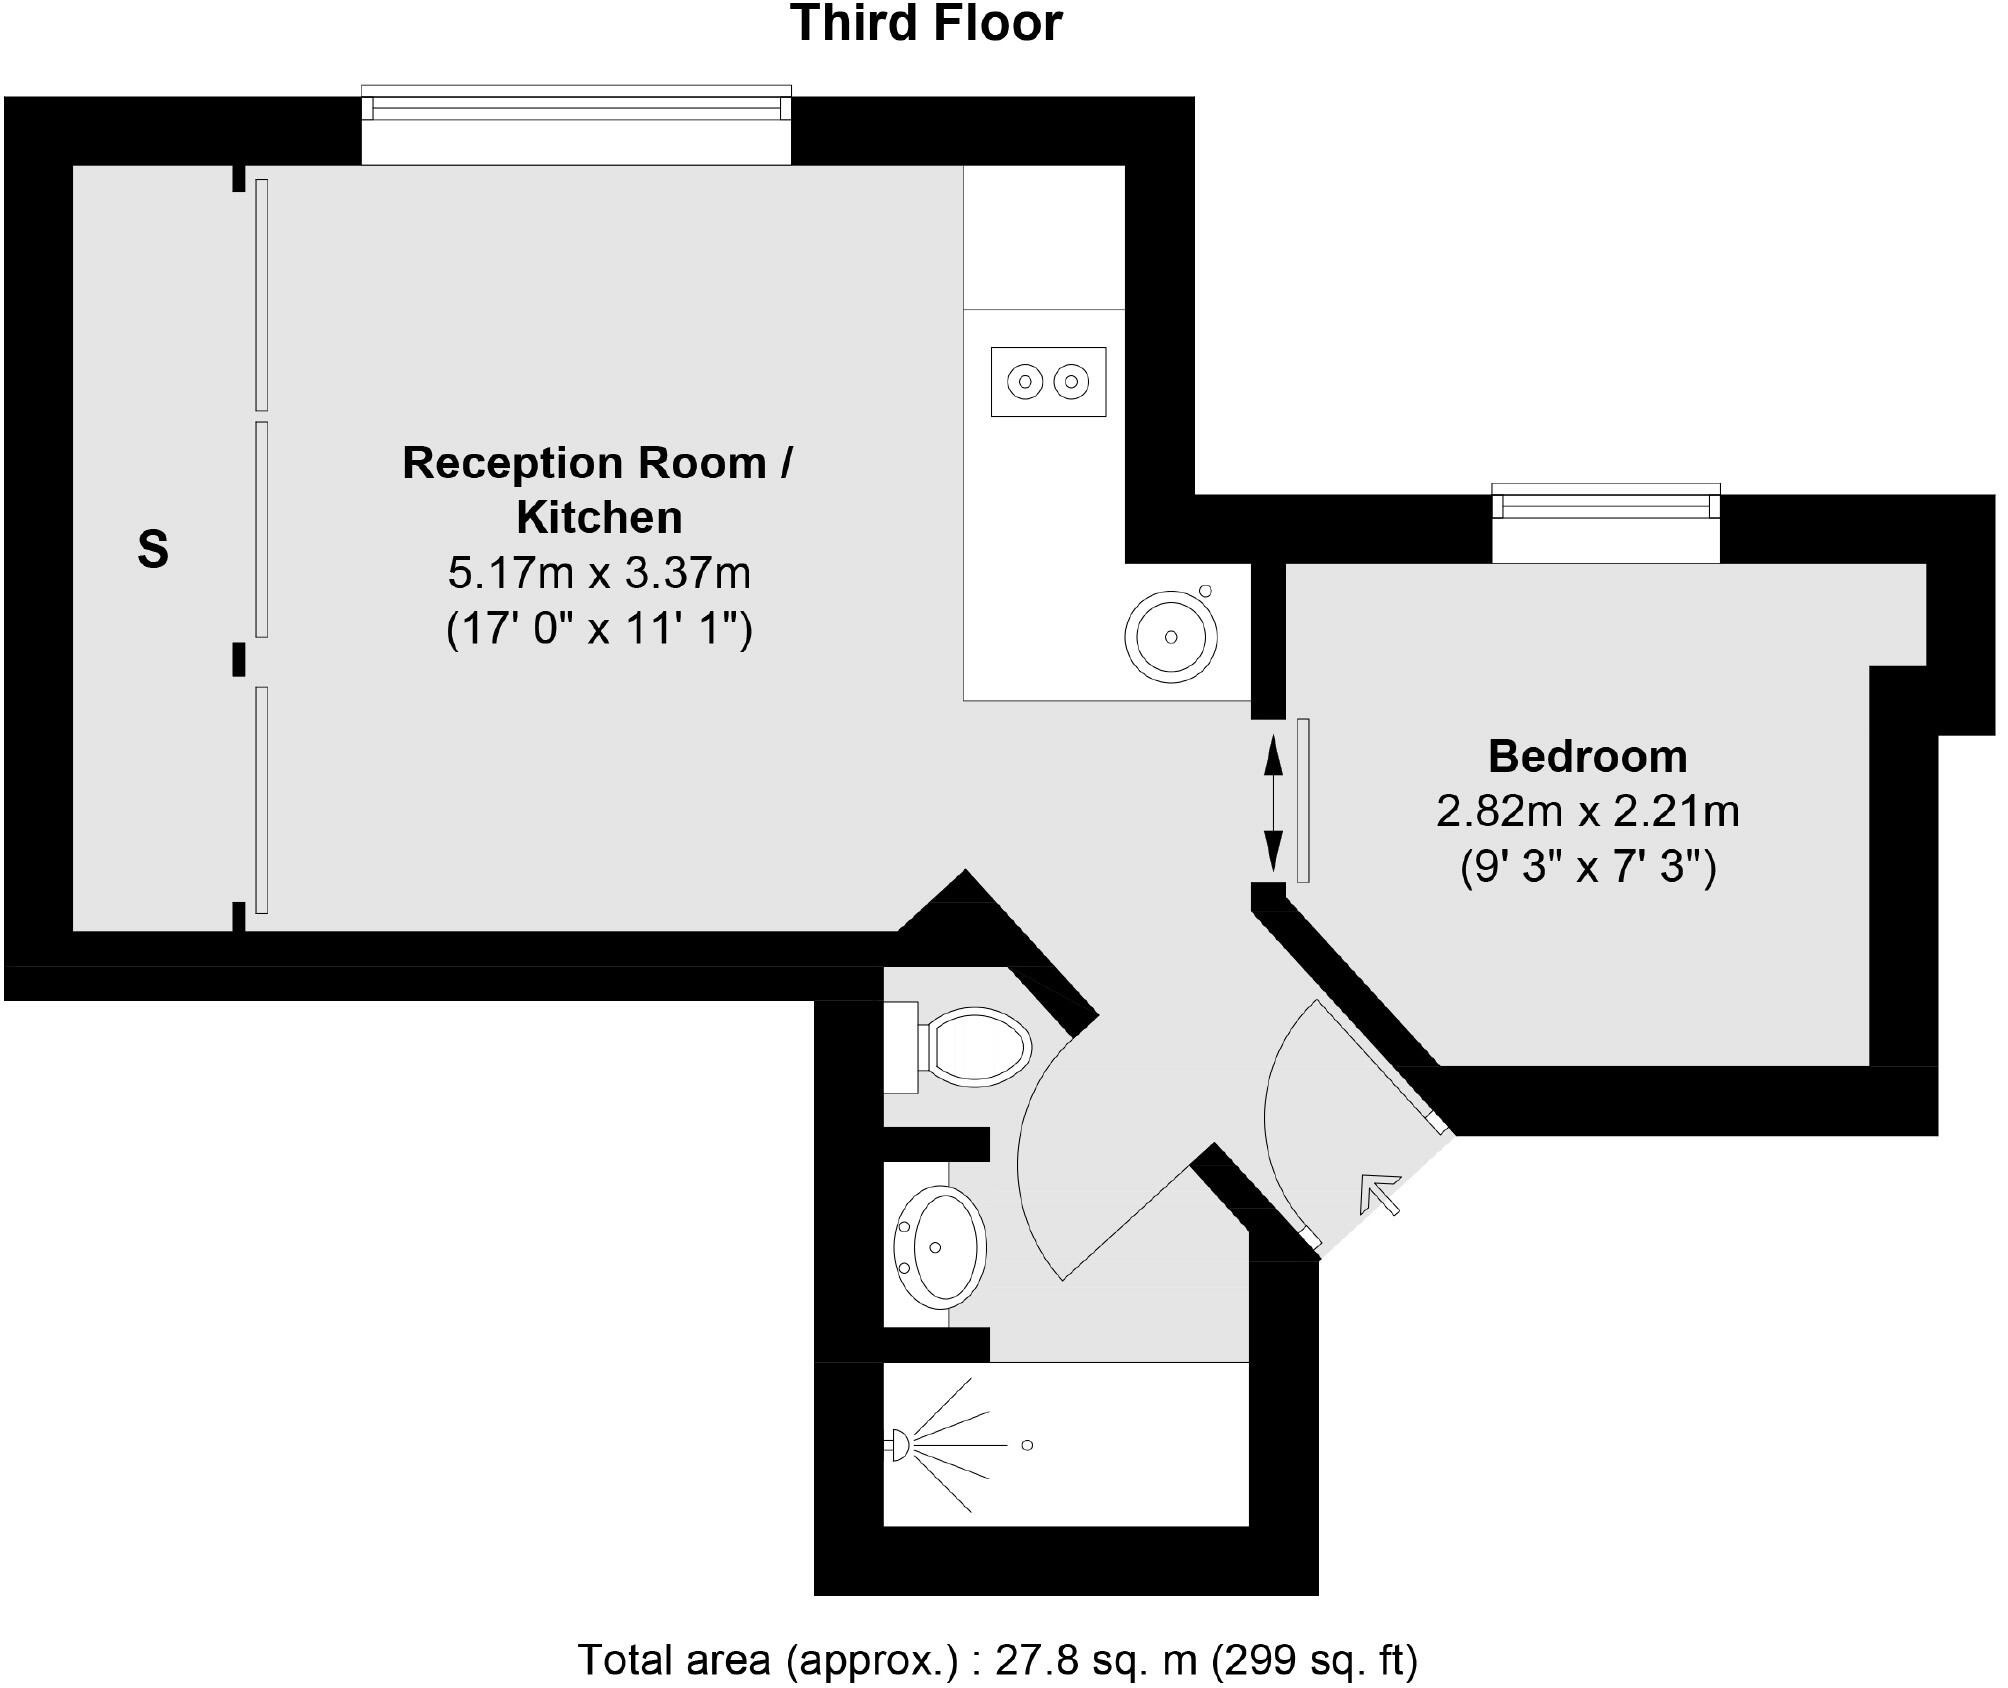 Third Floor
Reception Room /
Kitchen
5.17m x 3.37m
(17' 0" x 11' 1")
S
Bedroom
2.82m x 2.21m
(9' 3" x 7' 3")
Total area (approx.) : 27.8 sq. m (299 sq. ft)